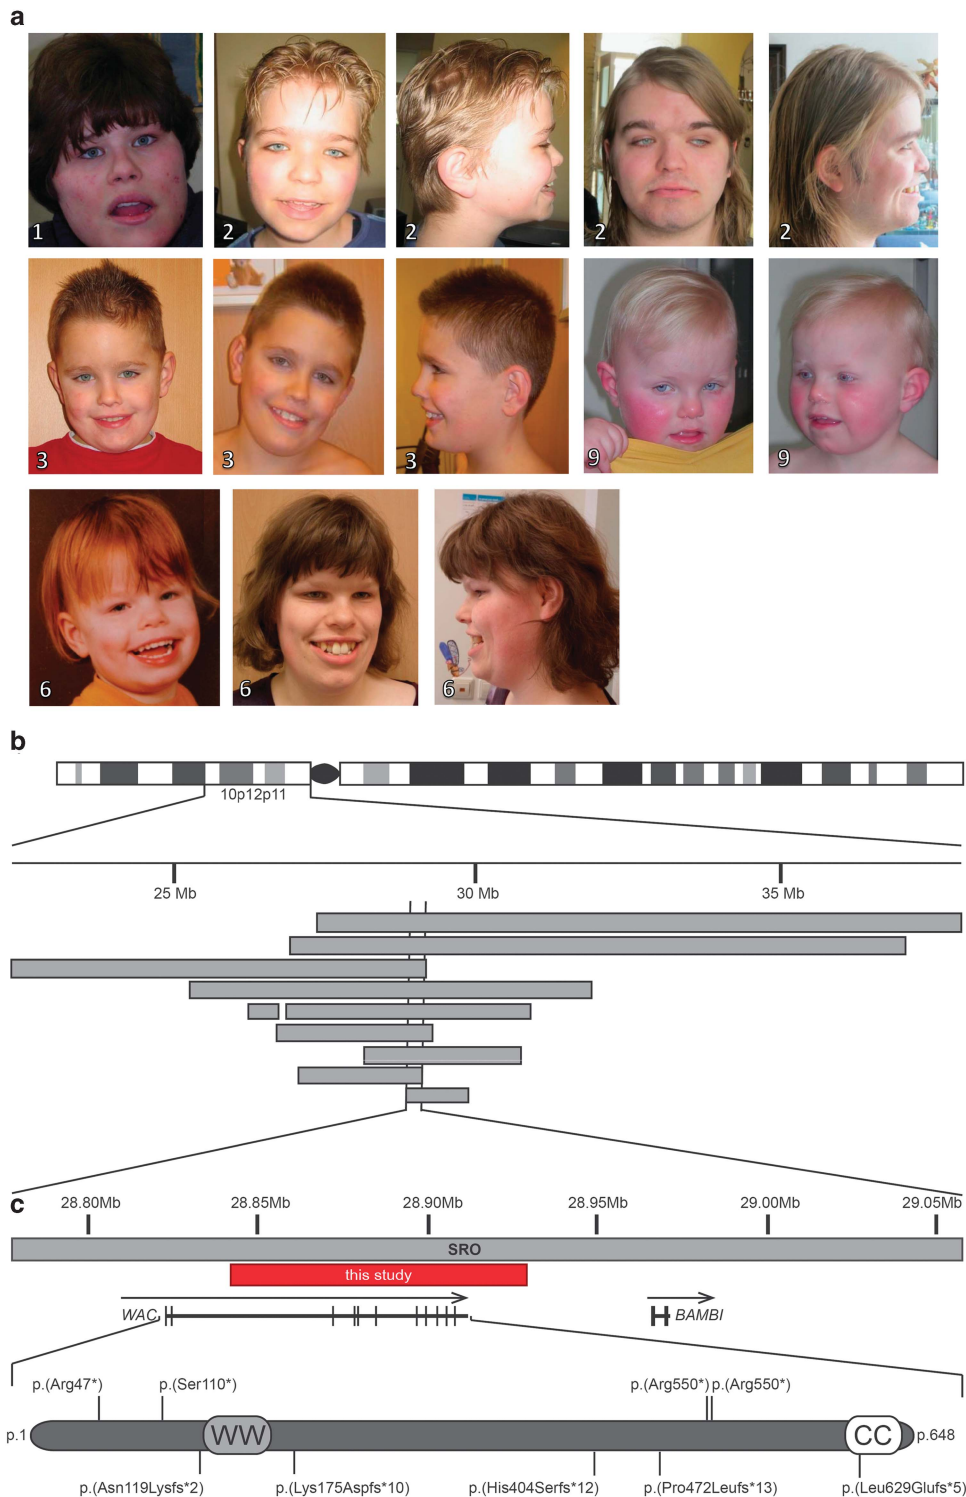 a
1 2 2 2 2
3 3 3 9 9
6 6 6
b
10p12p11
25 Mb 30 Mb 35 Mb
c
28.80Mb 28.85Mb 28.90Mb 28.95Mb 29.00Mb 29.05Mb
SRO
this study
WAC BAMBI
p.(Arg47*) p.(Ser110*) p.(Arg550*) p.(Arg550*)
p.1 WW CC p.648
p.(Asn119Lysfs*2) p.(Lys175Aspfs*10) p.(His404Serfs*12) p.(Pro472Leufs*13) p.(Leu629Glufs*5)